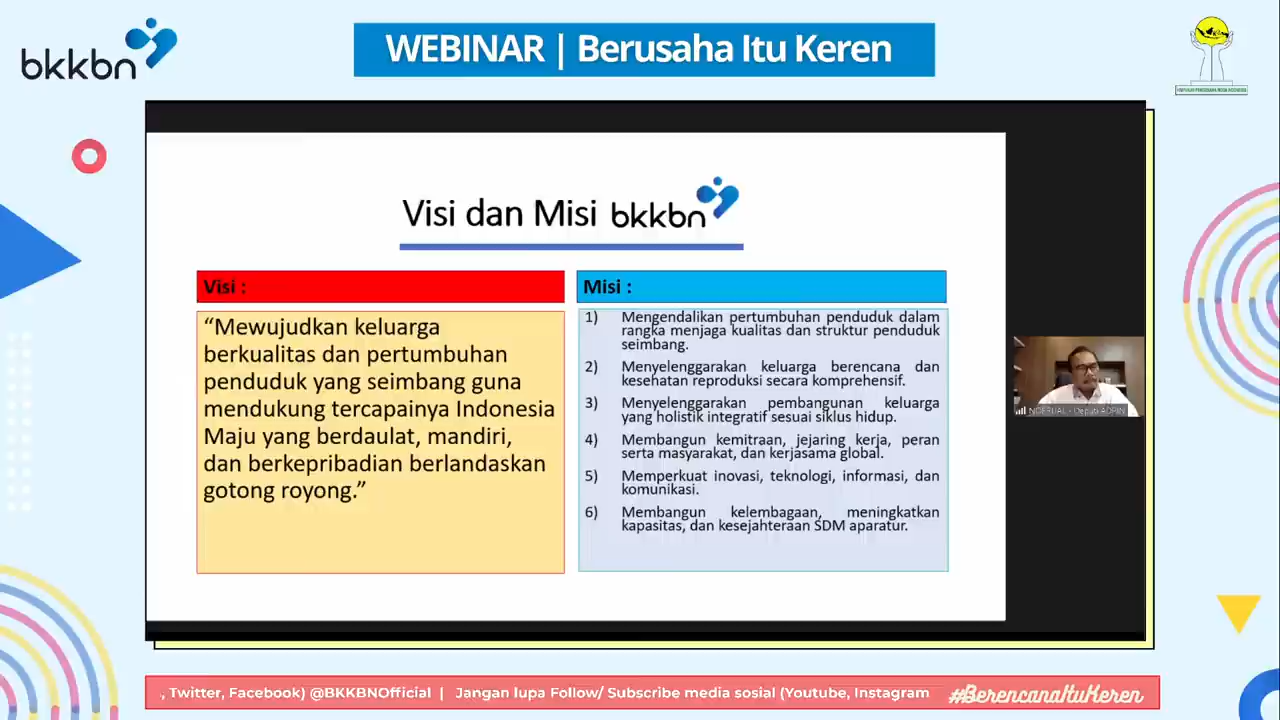 bkkbn
WEBINAR | Berusaha Itu Keren
Visi dan Misi bkkbn
Visi :
“Mewujudkan keluarga
berkualitas dan pertumbuhan
penduduk yang seimbang guna
mendukung tercapainya Indonesia
Maju yang berdaulat, mandiri,
dan berkepribadian berlandaskan
gotong royong.”
Misi :
1) Mengendalikan pertumbuhan penduduk dalam
rangka menjaga kualitas dan struktur penduduk
seimbang.
2) Menyelenggarakan keluarga berencana dan
kesehatan reproduksi secara komprehensif.
3) Menyelenggarakan pembangunan keluarga
yang holistik integratif sesuai siklus hidup.
4) Membangun kemitraan, jejaring kerja, peran
serta masyarakat, dan kerjasama global.
5) Memperkuat inovasi, teknologi, informasi, dan
komunikasi.
6) Membangun kelembagaan, meningkatkan
kapasitas, dan kesejahteraan SDM aparatur.
., Twitter, Facebook) @BKKBNOfficial | Jangan lupa Follow/ Subscribe media sosial (Youtube, Instagram
#BerencanaItuKeren